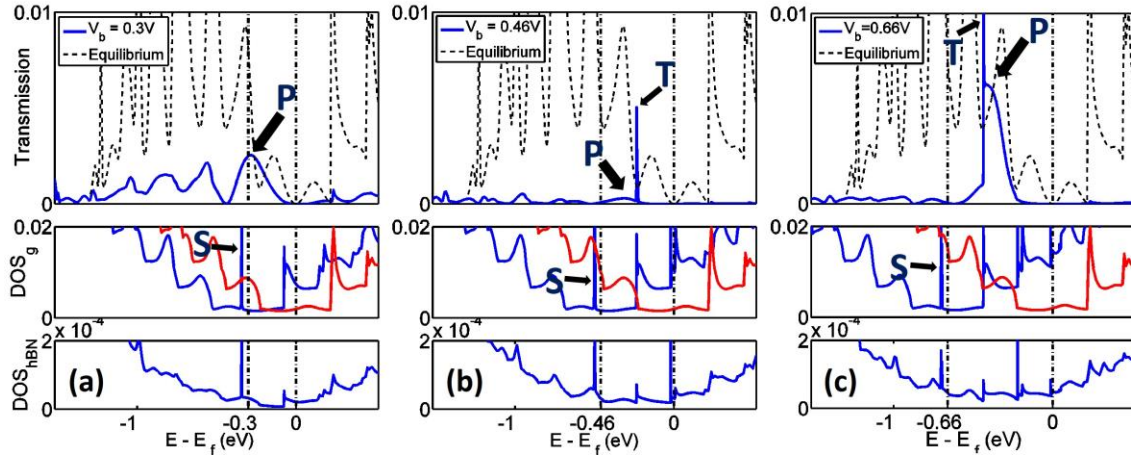 0.01
V_b = 0.3V
Equilibrium
P
Transmission
0
0.02
S
DOS_g
0
x 10^-4
2
(a)
DOS_hBN
0
-1 -0.3 0
E - E_f (eV)
0.01
V_b = 0.46V
Equilibrium
T
P
0
0.02
S
0
x 10^-4
2
(b)
0
-1 -0.46 0
E - E_f (eV)
0.01
V_b=0.66V
Equilibrium
T
P
0
0.02
S
0
x 10^-4
2
(c)
0
-1 -0.66 0
E - E_f (eV)